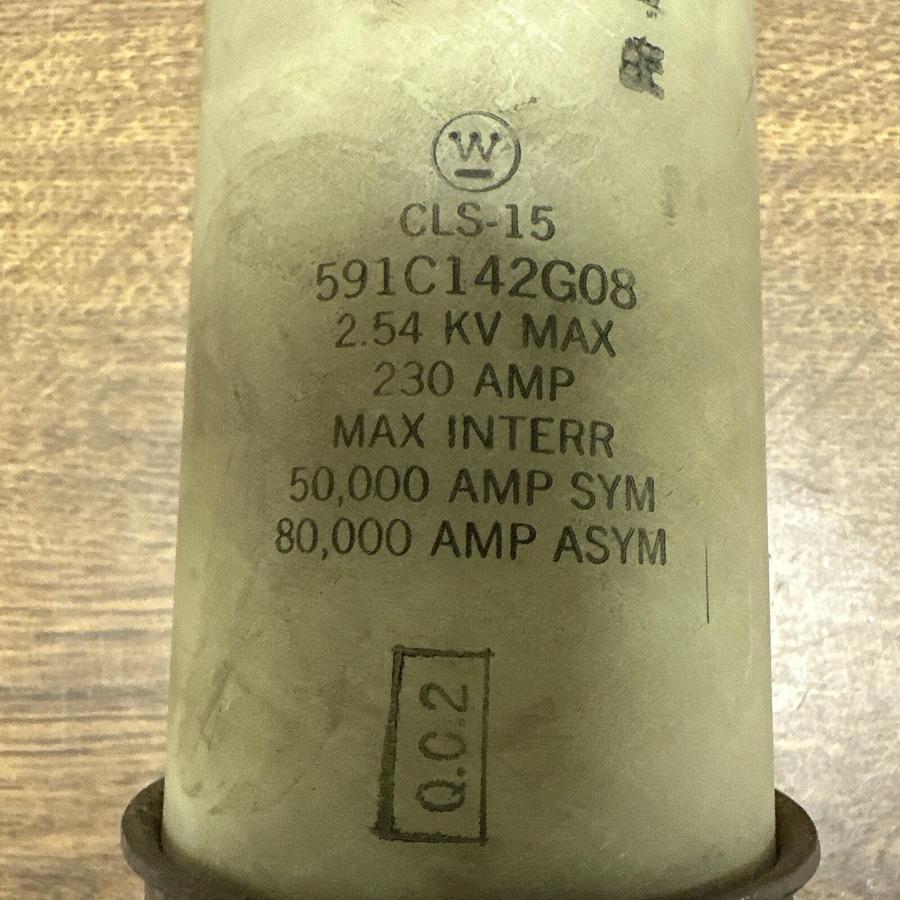 W
CLS-15
591C142G08
2.54 KV MAX
230 AMP
MAX INTERR
50,000 AMP SYM
80,000 AMP ASYM
Q.C.2